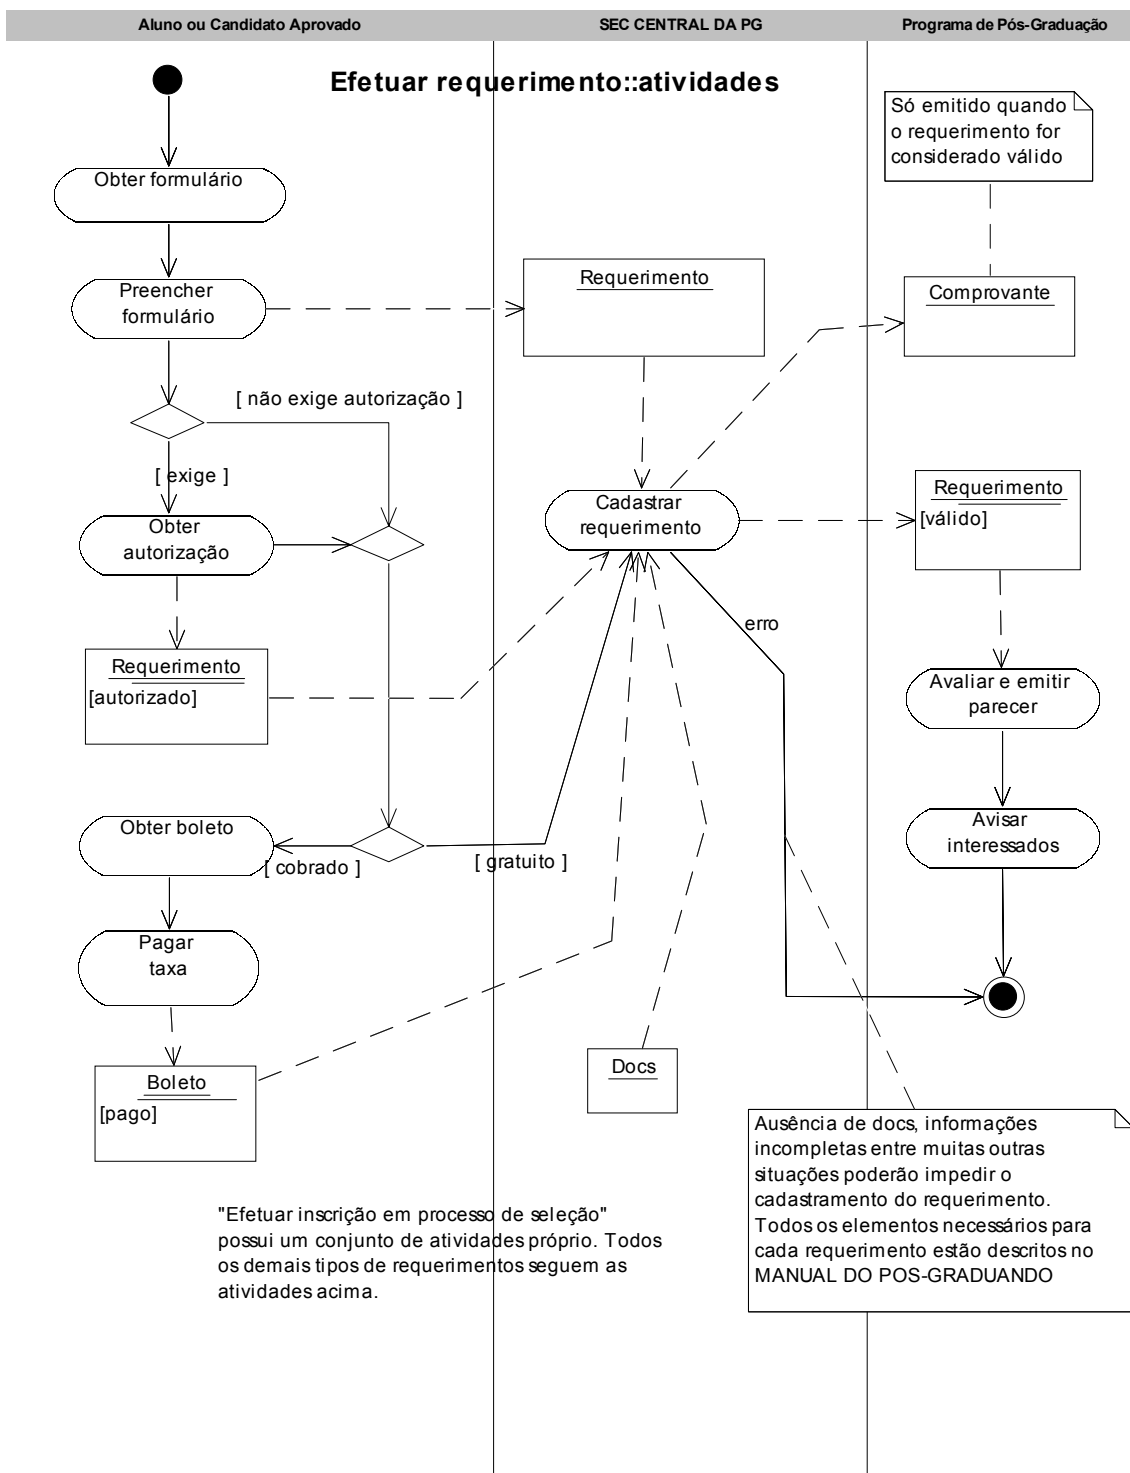 Aluno ou Candidato Aprovado
SEC CENTRAL DA PG
Programa de Pós-Graduação
Efetuar requerimento::atividades
Só emitido quando
o requerimento for
considerado válido
Obter formulário
Preencher
formulário
Requerimento
Comprovante
[ não exige autorização ]
[ exige ]
Obter
autorização
Cadastrar
requerimento
Requerimento
[válido]
erro
Requerimento
[autorizado]
Avaliar e emitir
parecer
Obter boleto
[ cobrado ]
[ gratuito ]
Avisar
interessados
Pagar
taxa
Boleto
[pago]
Docs
Ausência de docs, informações
incompletas entre muitas outras
situações poderão impedir o
cadastramento do requerimento.
Todos os elementos necessários para
cada requerimento estão descritos no
MANUAL DO POS-GRADUANDO
"Efetuar inscrição em processo de seleção"
possui um conjunto de atividades próprio. Todos
os demais tipos de requerimentos seguem as
atividades acima.